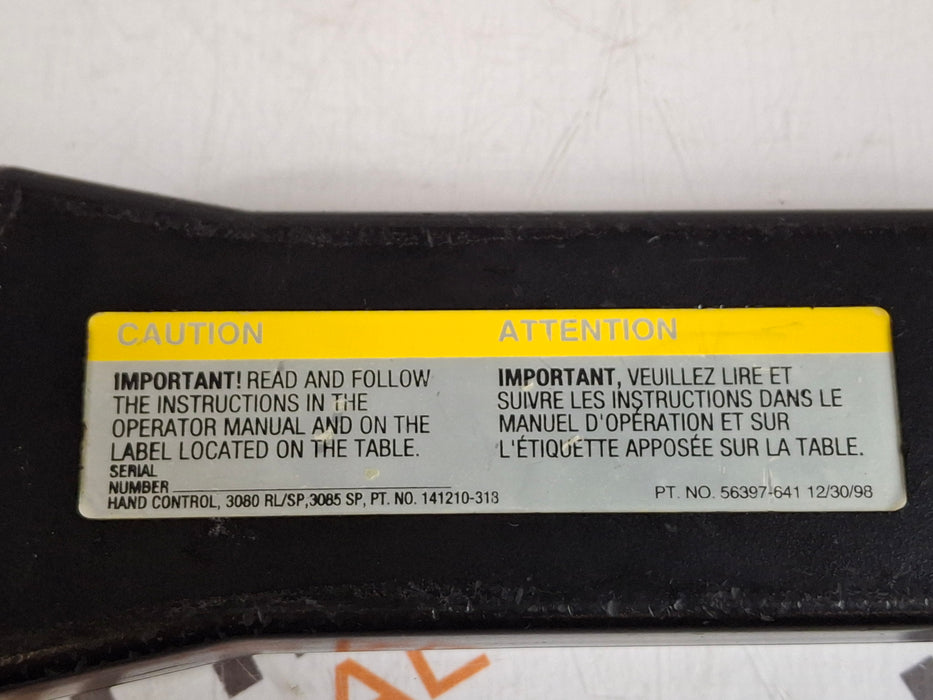 CAUTION
IMPORTANT! READ AND FOLLOW
THE INSTRUCTIONS IN THE
OPERATOR MANUAL AND ON THE
LABEL LOCATED ON THE TABLE.
SERIAL
NUMBER
HAND CONTROL, 3080 RL/SP,3085 SP, PT. NO. 141210-313
ATTENTION
IMPORTANT, VEUILLEZ LIRE ET
SUIVRE LES INSTRUCTIONS DANS LE
MANUEL D'OPÉRATION ET SUR
L'ÉTIQUETTE APPOSÉE SUR LA TABLE.
PT. NO. 56397-641 12/30/98